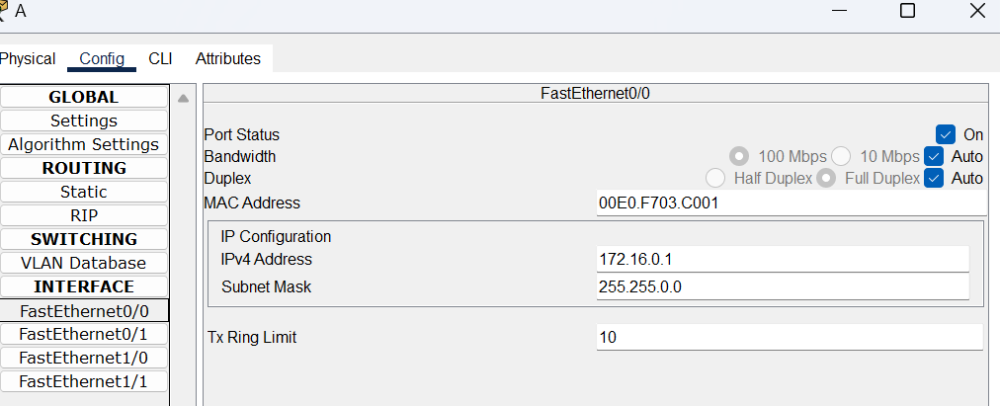 A
Physical Config CLI Attributes
GLOBAL
Settings
Algorithm Settings
ROUTING
Static
RIP
SWITCHING
VLAN Database
INTERFACE
FastEthernet0/0
FastEthernet0/1
FastEthernet1/0
FastEthernet1/1
FastEthernet0/0
Port Status On
Bandwidth 100 Mbps 10 Mbps Auto
Duplex Half Duplex Full Duplex Auto
MAC Address 00E0.F703.C001
IP Configuration
IPv4 Address 172.16.0.1
Subnet Mask 255.255.0.0
Tx Ring Limit 10